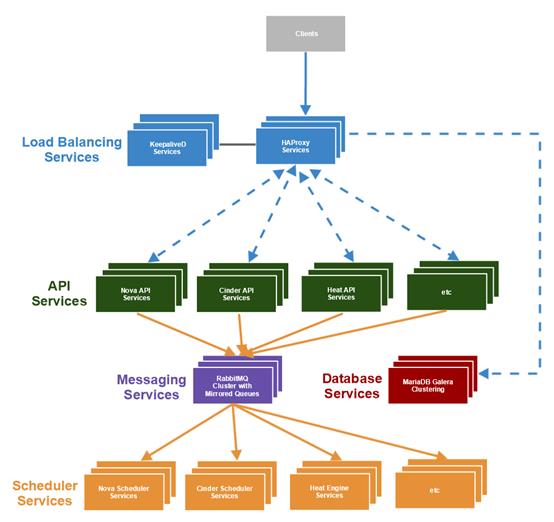 Clients
Load Balancing
Services
KeepaliveD
Services
HAProxy
Services
API
Services
Nova API
Services
Cinder API
Services
Heat API
Services
etc
Messaging
Services
RabbitMQ
Cluster with
Mirrored Queues
Database
Services
MariaDB Galera
Clustering
Scheduler
Services
Nova Scheduler
Services
Cinder Scheduler
Services
Heat Engine
Services
etc